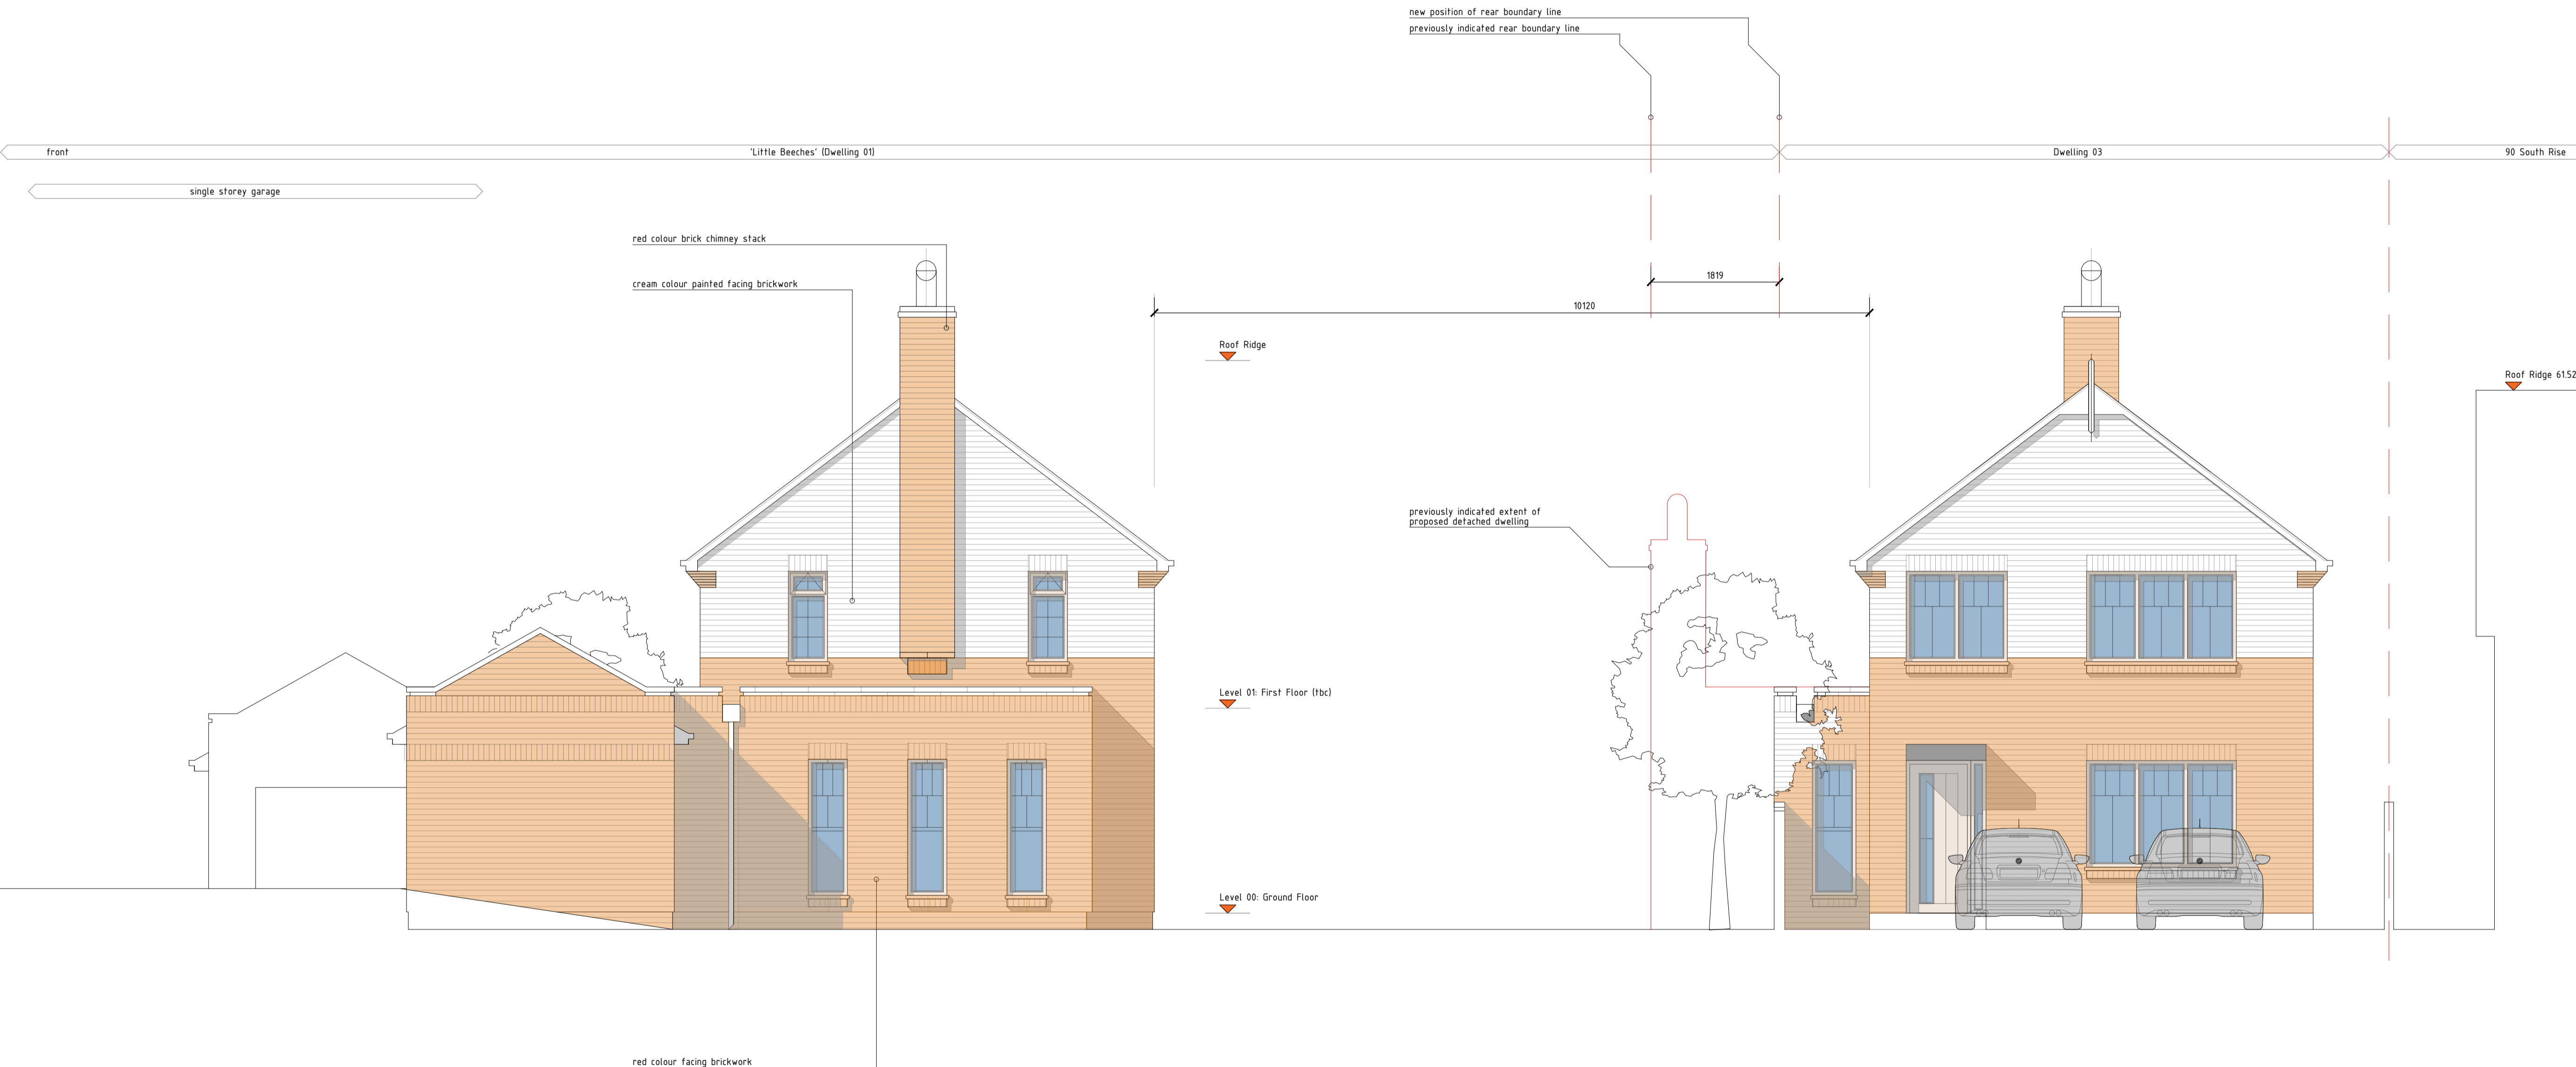 new position of rear boundary line
previously indicated rear boundary line
front
'Little Beeches' (Dwelling 01)
Dwelling 03
90 South Rise
single storey garage
red colour brick chimney stack
cream colour painted facing brickwork
1819
10120
Roof Ridge
Roof Ridge 61.52
previously indicated extent of
proposed detached dwelling
Level 01: First Floor (tbc)
Level 00: Ground Floor
red colour facing brickwork